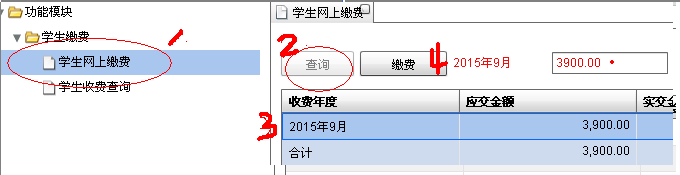 功能模块
学生缴费
学生网上缴费
学生收费查询
1
学生网上缴费
2
查询
缴费
4
2015年9月
3900.00
3
收费年度 应交金额 实交金
2015年9月 3,900.00
合计 3,900.00